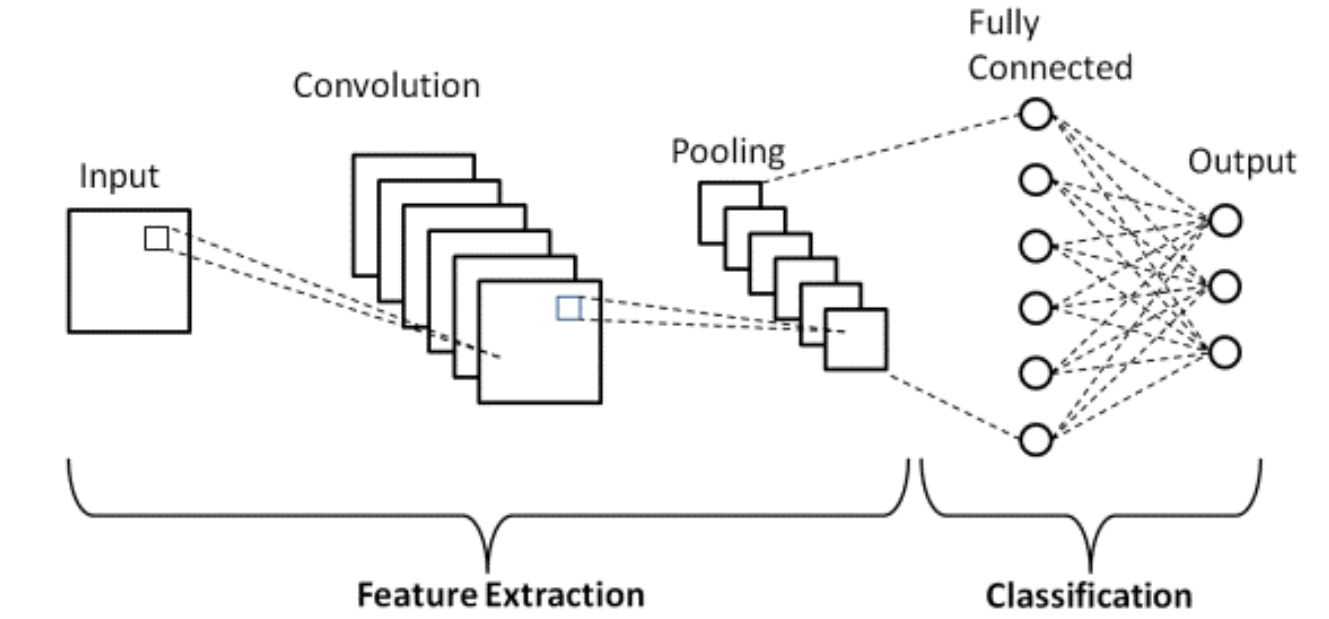 Fully
Connected
Convolution
Pooling
Output
Input
Feature Extraction
Classification